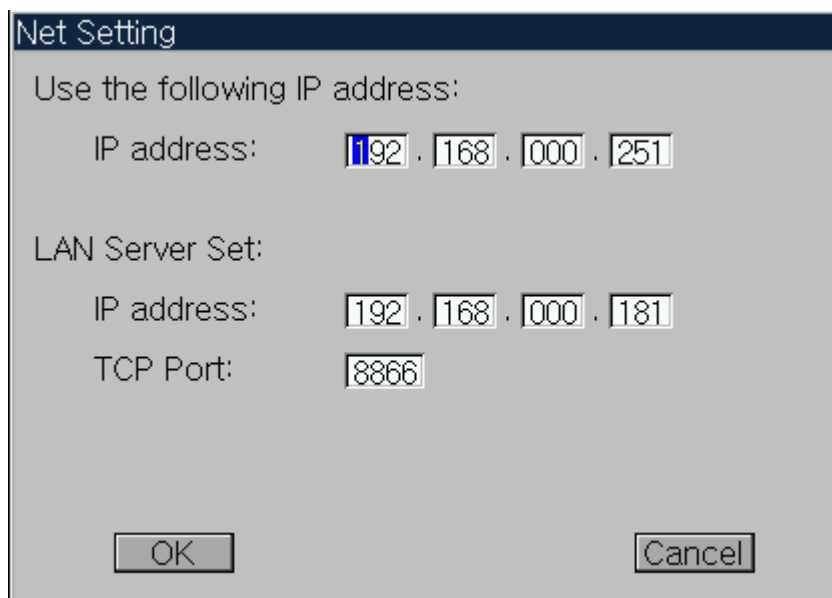 Net Setting
Use the following IP address:
IP address: 192 . 168 . 000 . 251
LAN Server Set:
IP address: 192 . 168 . 000 . 181
TCP Port: 8866
OK Cancel